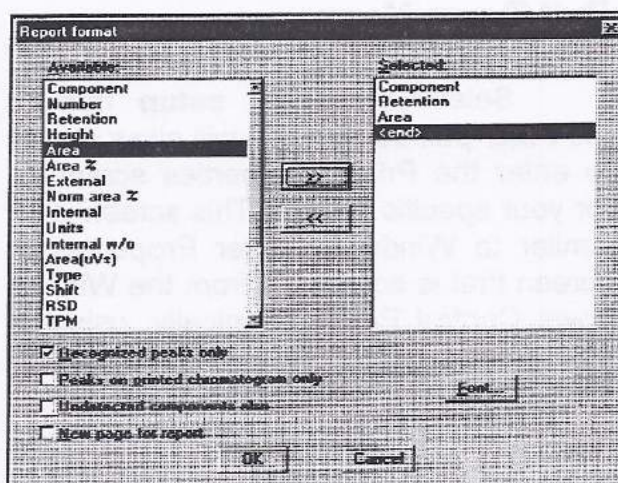 Report format
Available:
Component
Number
Retention
Height
Area
Area %
External
Norm area %
Internal
Units
Internal w/o
Area(uVs)
Type
Shift
RSD
TPM
>>
<<
Selected:
Component
Retention
Area
<end>
Recognized peaks only
Peaks on printed chromatogram only
Undetected components also
New page for report
Font...
OK
Cancel